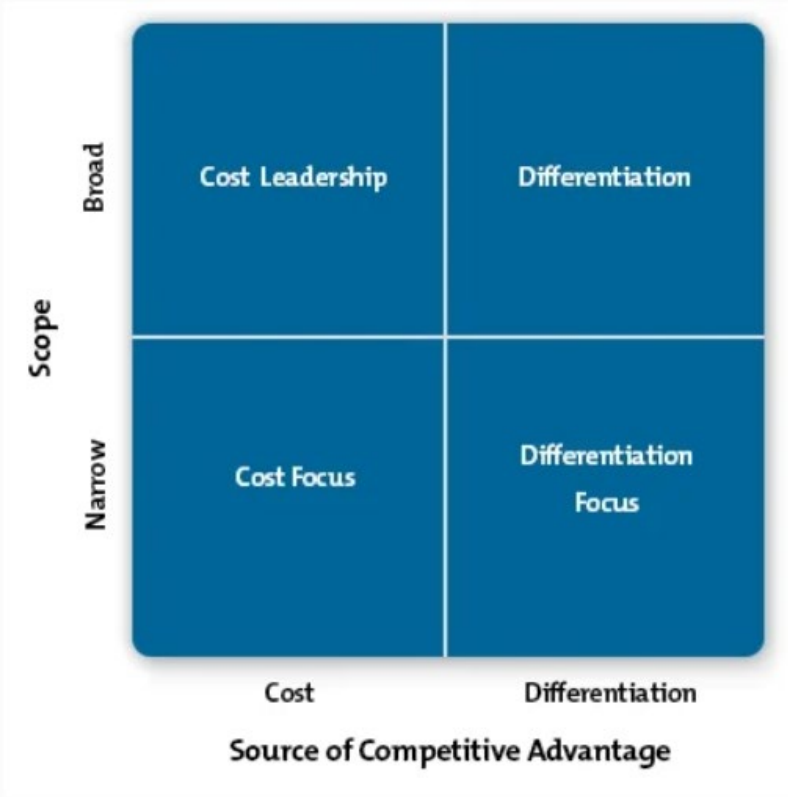 Broad
Cost Leadership
Differentiation
Scope
Narrow
Cost Focus
Differentiation
Focus
Cost
Differentiation
Source of Competitive Advantage